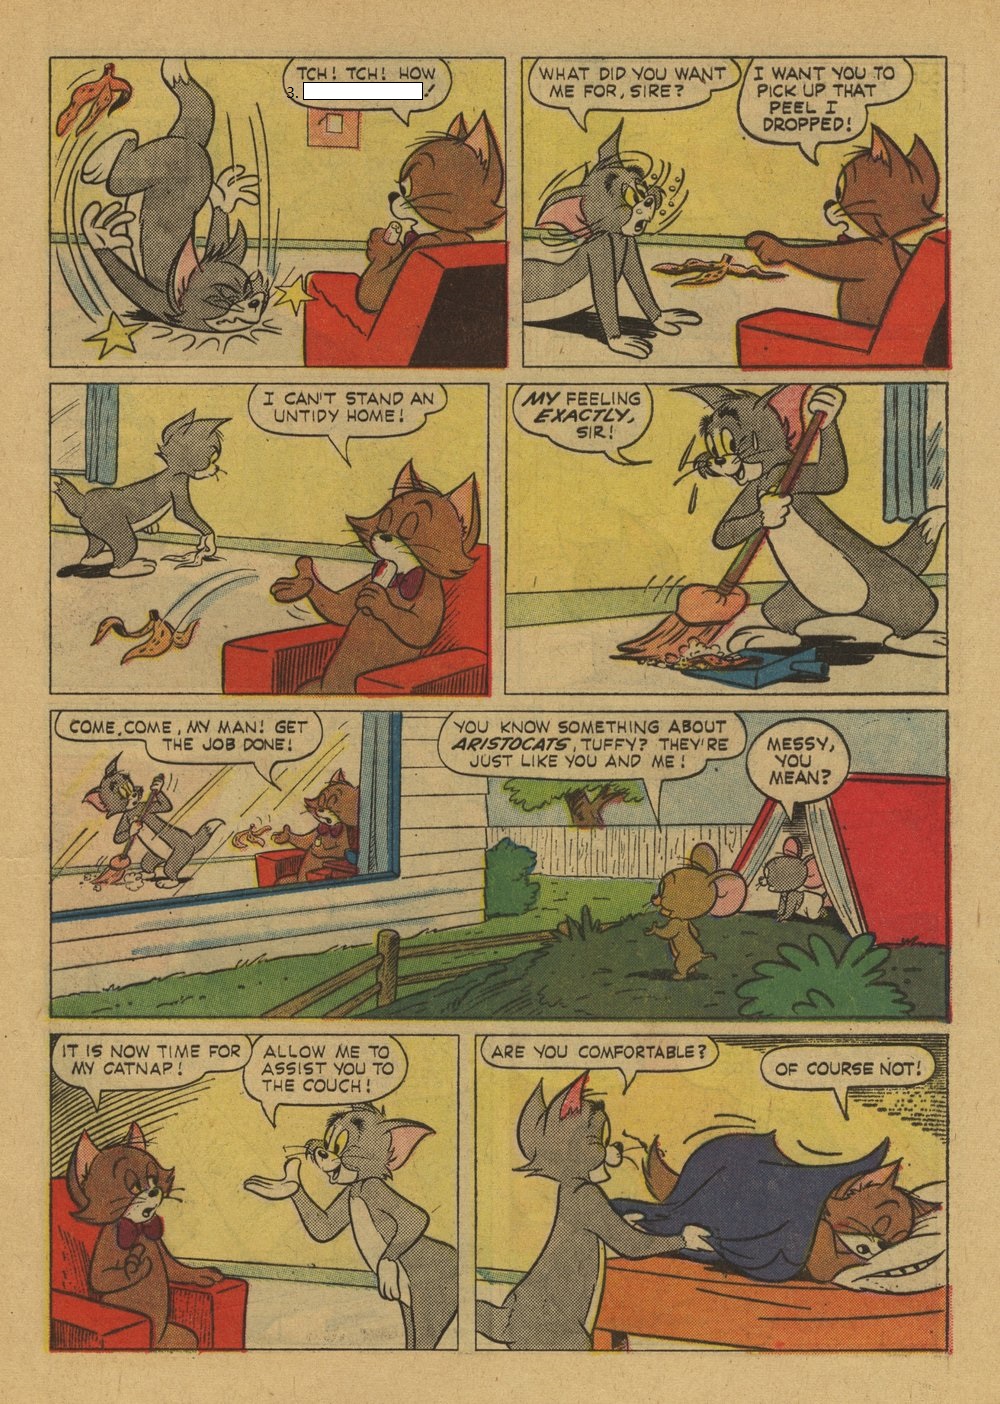 TCH! TCH! HOW
3.
!
WHAT DID YOU WANT
ME FOR, SIRE?
I WANT YOU TO
PICK UP THAT
PEEL I
DROPPED!
I CAN'T STAND AN
UNTIDY HOME!
MY FEELING
EXACTLY,
SIR!
COME, COME, MY MAN! GET
THE JOB DONE!
YOU KNOW SOMETHING ABOUT
ARISTOCATS, TUFFY? THEY'RE
JUST LIKE YOU AND ME!
MESSY,
YOU
MEAN?
IT IS NOW TIME FOR
MY CATNAP!
ALLOW ME TO
ASSIST YOU TO
THE COUCH!
ARE YOU COMFORTABLE?
OF COURSE NOT!